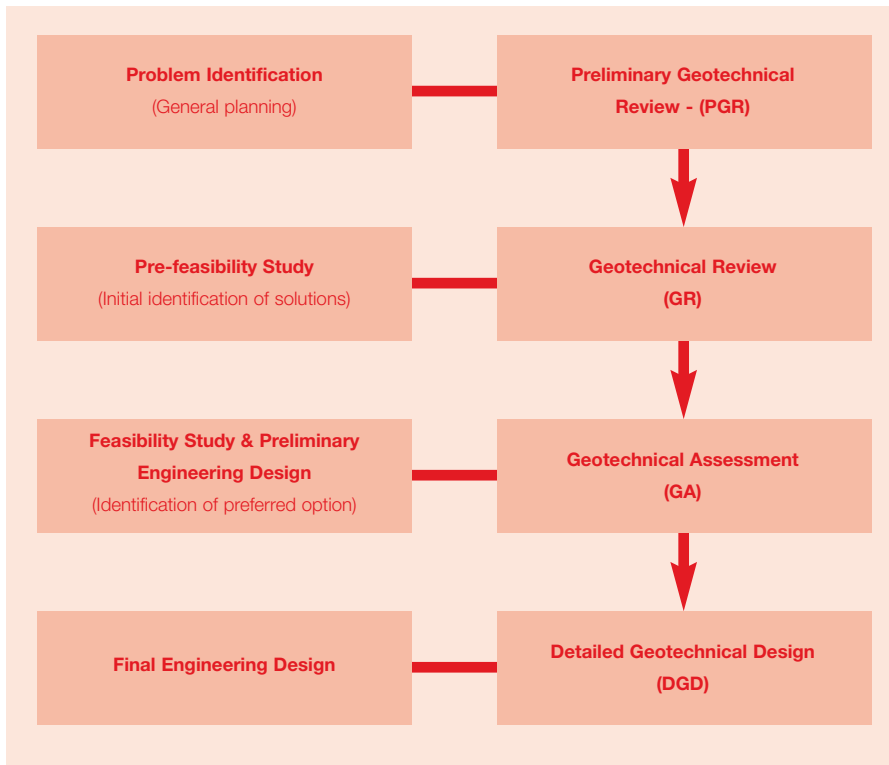 Problem Identification
(General planning)
Preliminary Geotechnical
Review - (PGR)
Pre-feasibility Study
(Initial identification of solutions)
Geotechnical Review
(GR)
Feasibility Study & Preliminary
Engineering Design
(Identification of preferred option)
Geotechnical Assessment
(GA)
Final Engineering Design
Detailed Geotechnical Design
(DGD)